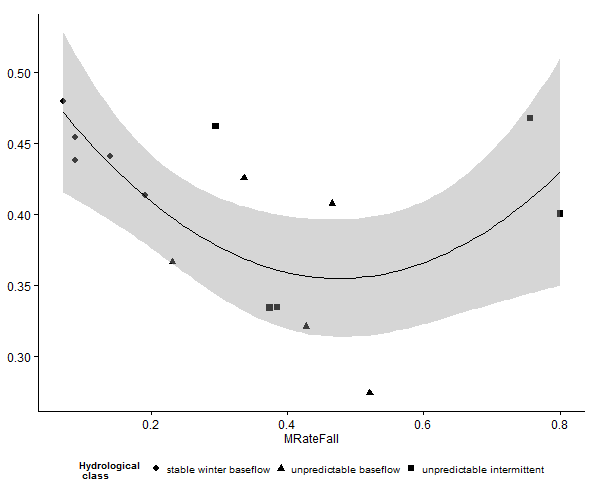 0.50
0.45
0.40
0.35
0.30
0.2 0.4 0.6 0.8
MRateFall
Hydrological
class
stable winter baseflow unpredictable baseflow unpredictable intermittent